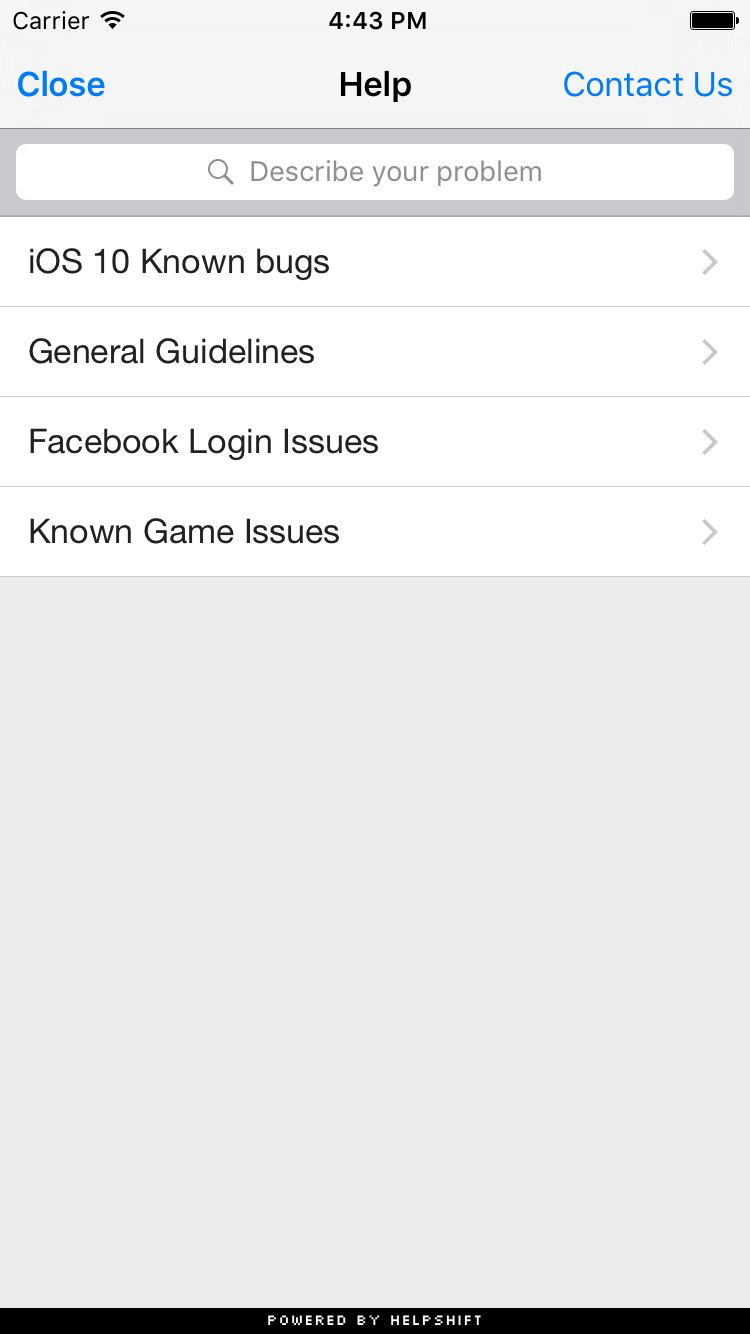 Carrier 4:43 PM
Close Help Contact Us
Describe your problem
iOS 10 Known bugs
General Guidelines
Facebook Login Issues
Known Game Issues
POWERED BY HELPSHIFT